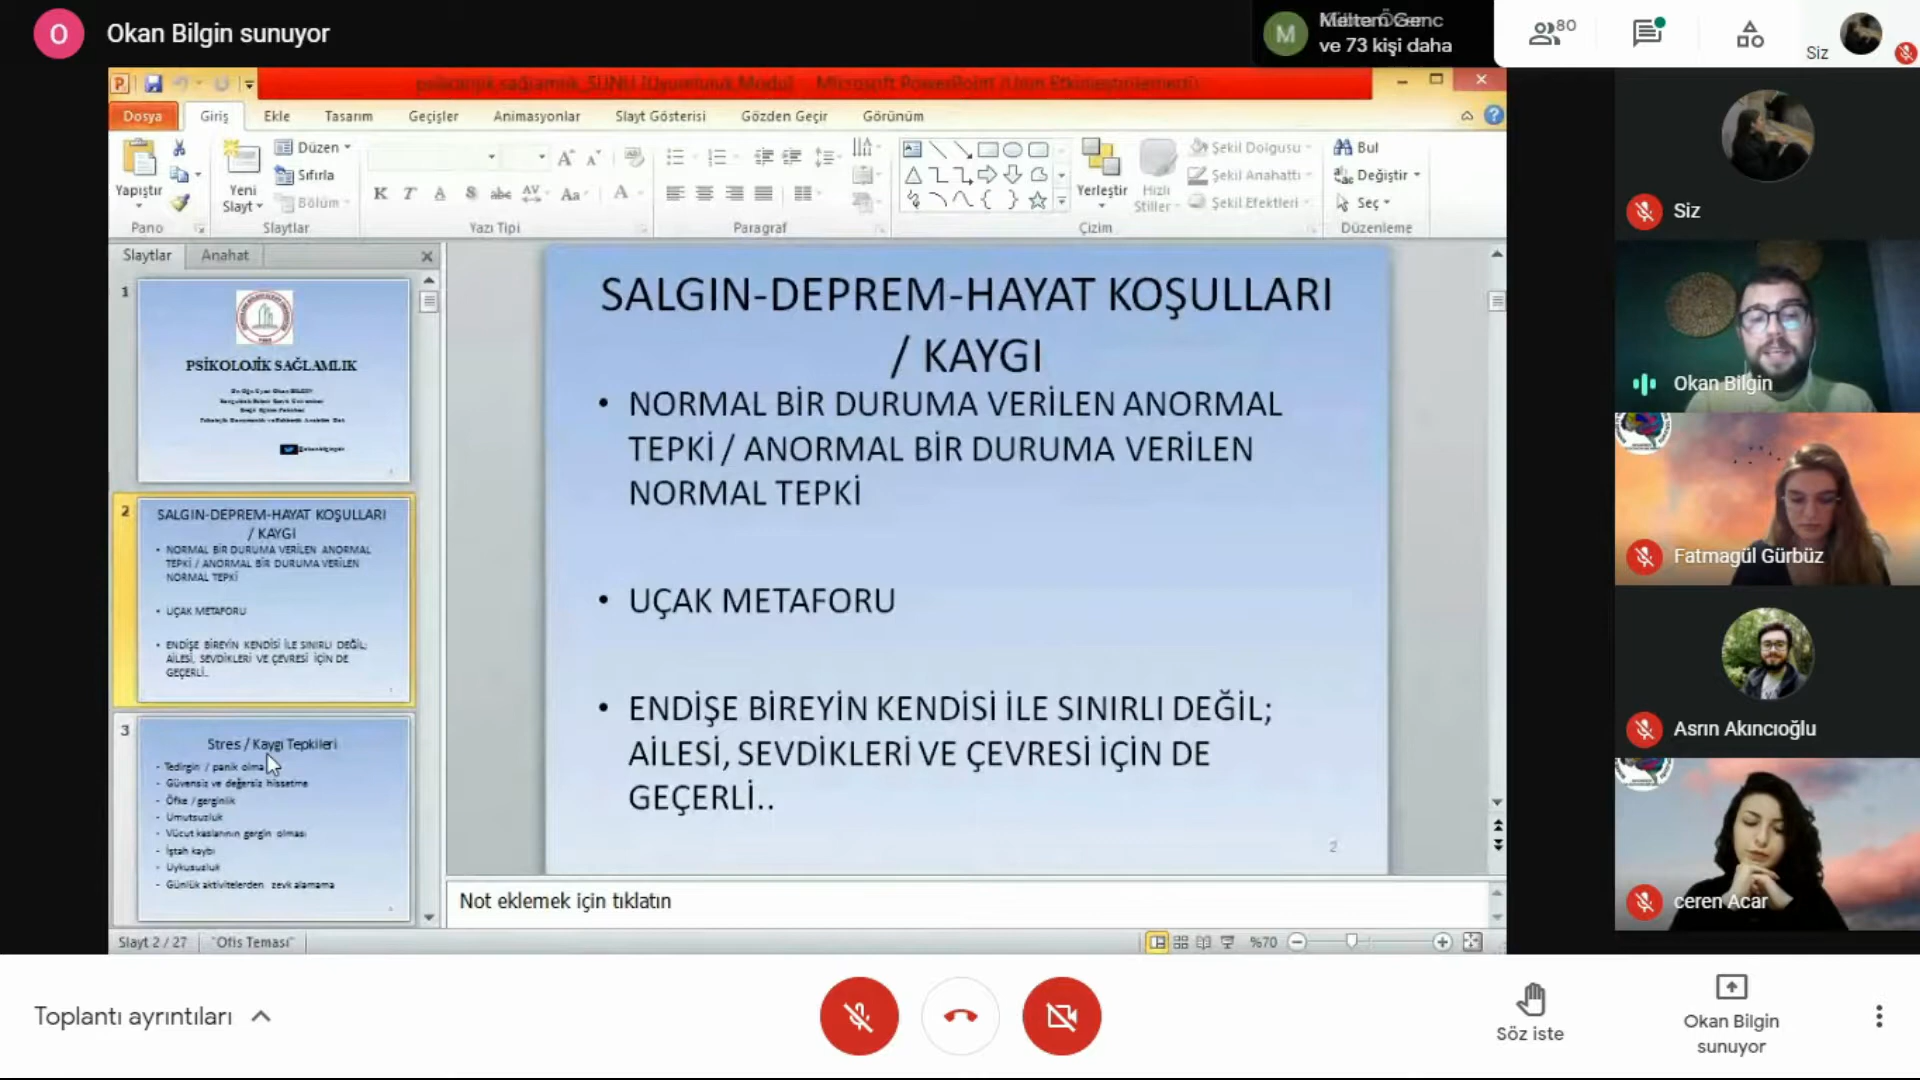 O
Okan Bilgin sunuyor
M
ve 73 kişi daha
80
Siz
Dosya
Giriş
Ekle
Tasarım
Geçişler
Animasyonlar
Slayt Gösterisi
Gözden Geçir
Görünüm
Yapıştır
Pano
Yeni
Slayt
Düzen
Sıfırla
Bölüm
Slaytlar
K T A S abc AV Aa A
Yazı Tipi
Paragraf
Yerleştir
Hızlı
Stiller
Şekil Dolgusu
Şekil Anahattı
Şekil Efektleri
Çizim
Bul
Değiştir
Seç
Düzenleme
Slaytlar
Anahat
1
PSİKOLOJİK SAĞLAMLIK
2
SALGIN-DEPREM-HAYAT KOŞULLARI
/ KAYGI
• NORMAL BİR DURUMA VERİLEN ANORMAL
TEPKİ / ANORMAL BİR DURUMA VERİLEN
NORMAL TEPKİ
• UÇAK METAFORU
• ENDİŞE BİREYİN KENDİSİ İLE SINIRLI DEĞİL;
AİLESİ, SEVDİKLERİ VE ÇEVRESİ İÇİN DE
GEÇERLİ..
3
Stres / Kaygı Tepkileri
- Tedirgin / panik olma
- Güvensiz ve değersiz hissetme
- Öfke / gerginlik
- Umutsuzluk
- Vücut kaslarının gergin olması
- İştah kaybı
- Uykusuzluk
- Günlük aktivitelerden zevk alamama
SALGIN-DEPREM-HAYAT KOŞULLARI
/ KAYGI
• NORMAL BİR DURUMA VERİLEN ANORMAL
TEPKİ / ANORMAL BİR DURUMA VERİLEN
NORMAL TEPKİ
• UÇAK METAFORU
• ENDİŞE BİREYİN KENDİSİ İLE SINIRLI DEĞİL;
AİLESİ, SEVDİKLERİ VE ÇEVRESİ İÇİN DE
GEÇERLİ..
2
Not eklemek için tıklatın
Slayt 2 / 27
"Ofis Teması"
%70
Siz
Okan Bilgin
Fatmagül Gürbüz
Asrın Akıncıoğlu
ceren Acar
Toplantı ayrıntıları
Söz iste
Okan Bilgin
sunuyor